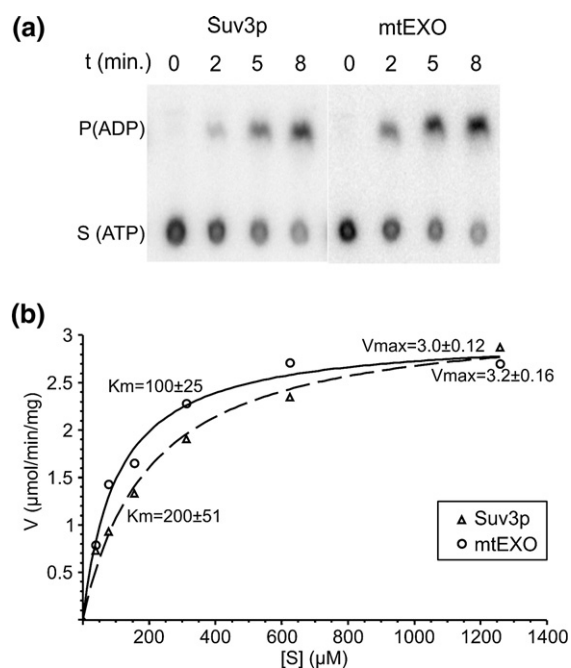 (a)
Suv3p mtEXO
t (min.) 0 2 5 8 0 2 5 8
P(ADP)
S (ATP)
(b)
3
2.5
2
1.5
1
0.5
V (µmol/min/mg)
Vmax=3.0±0.12
Vmax=3.2±0.16
Km=100±25
Km=200±51
Suv3p
mtEXO
200 400 600 800 1000 1200 1400
[S] (µM)